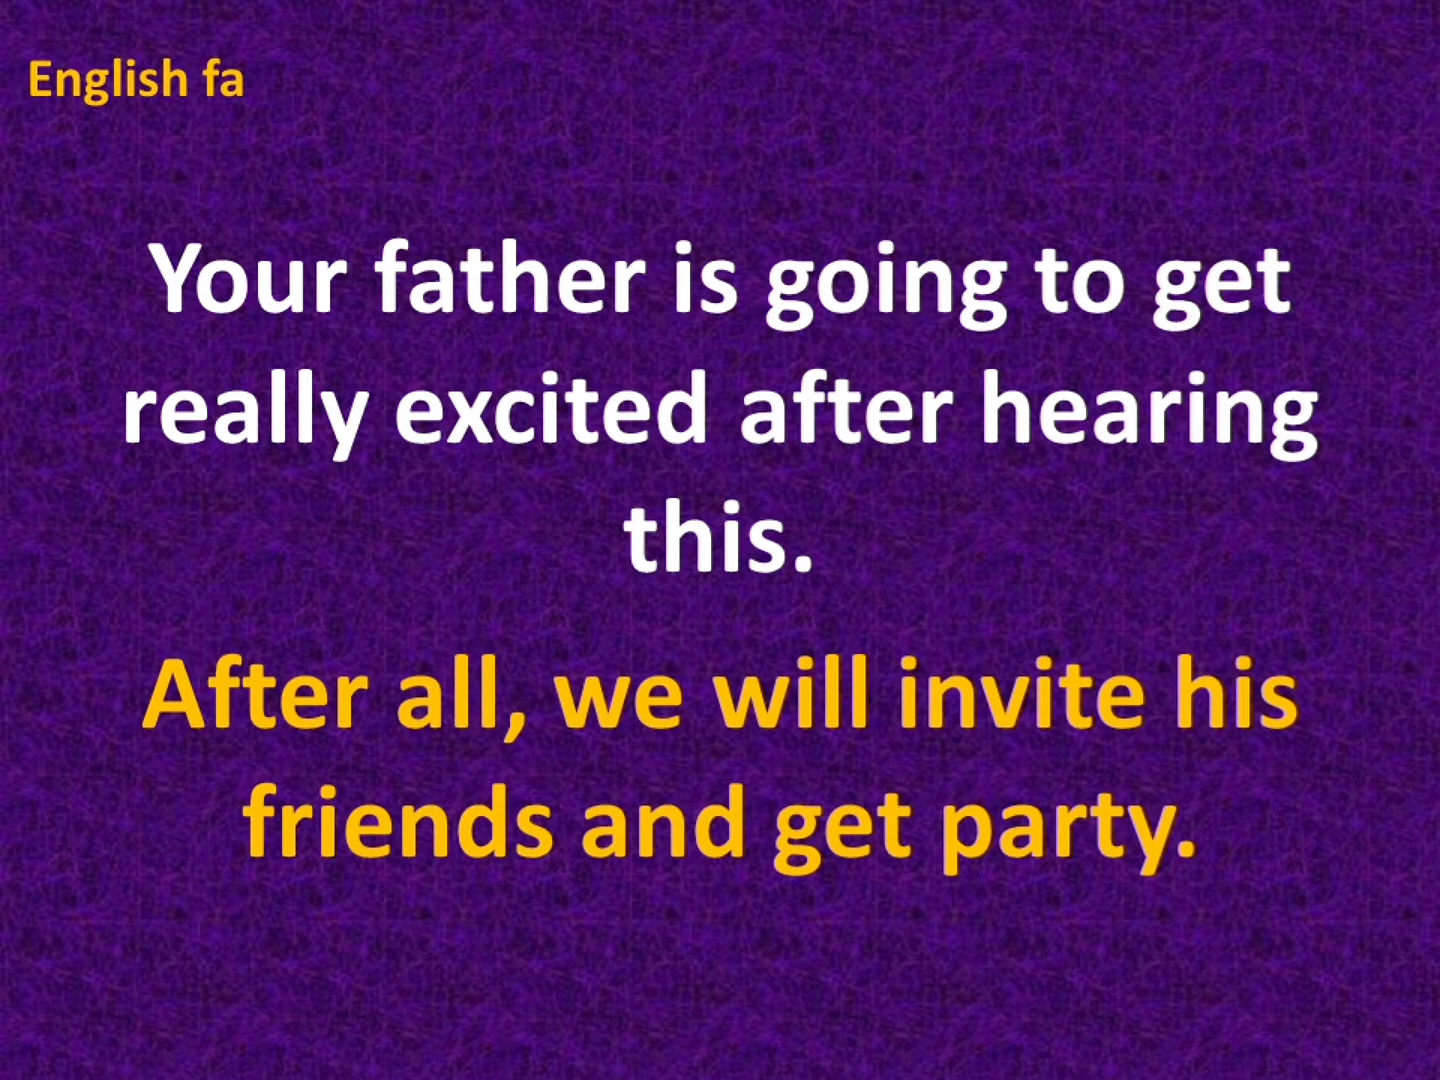 English fa
Your father is going to get
really excited after hearing
this.
After all, we will invite his
friends and get party.